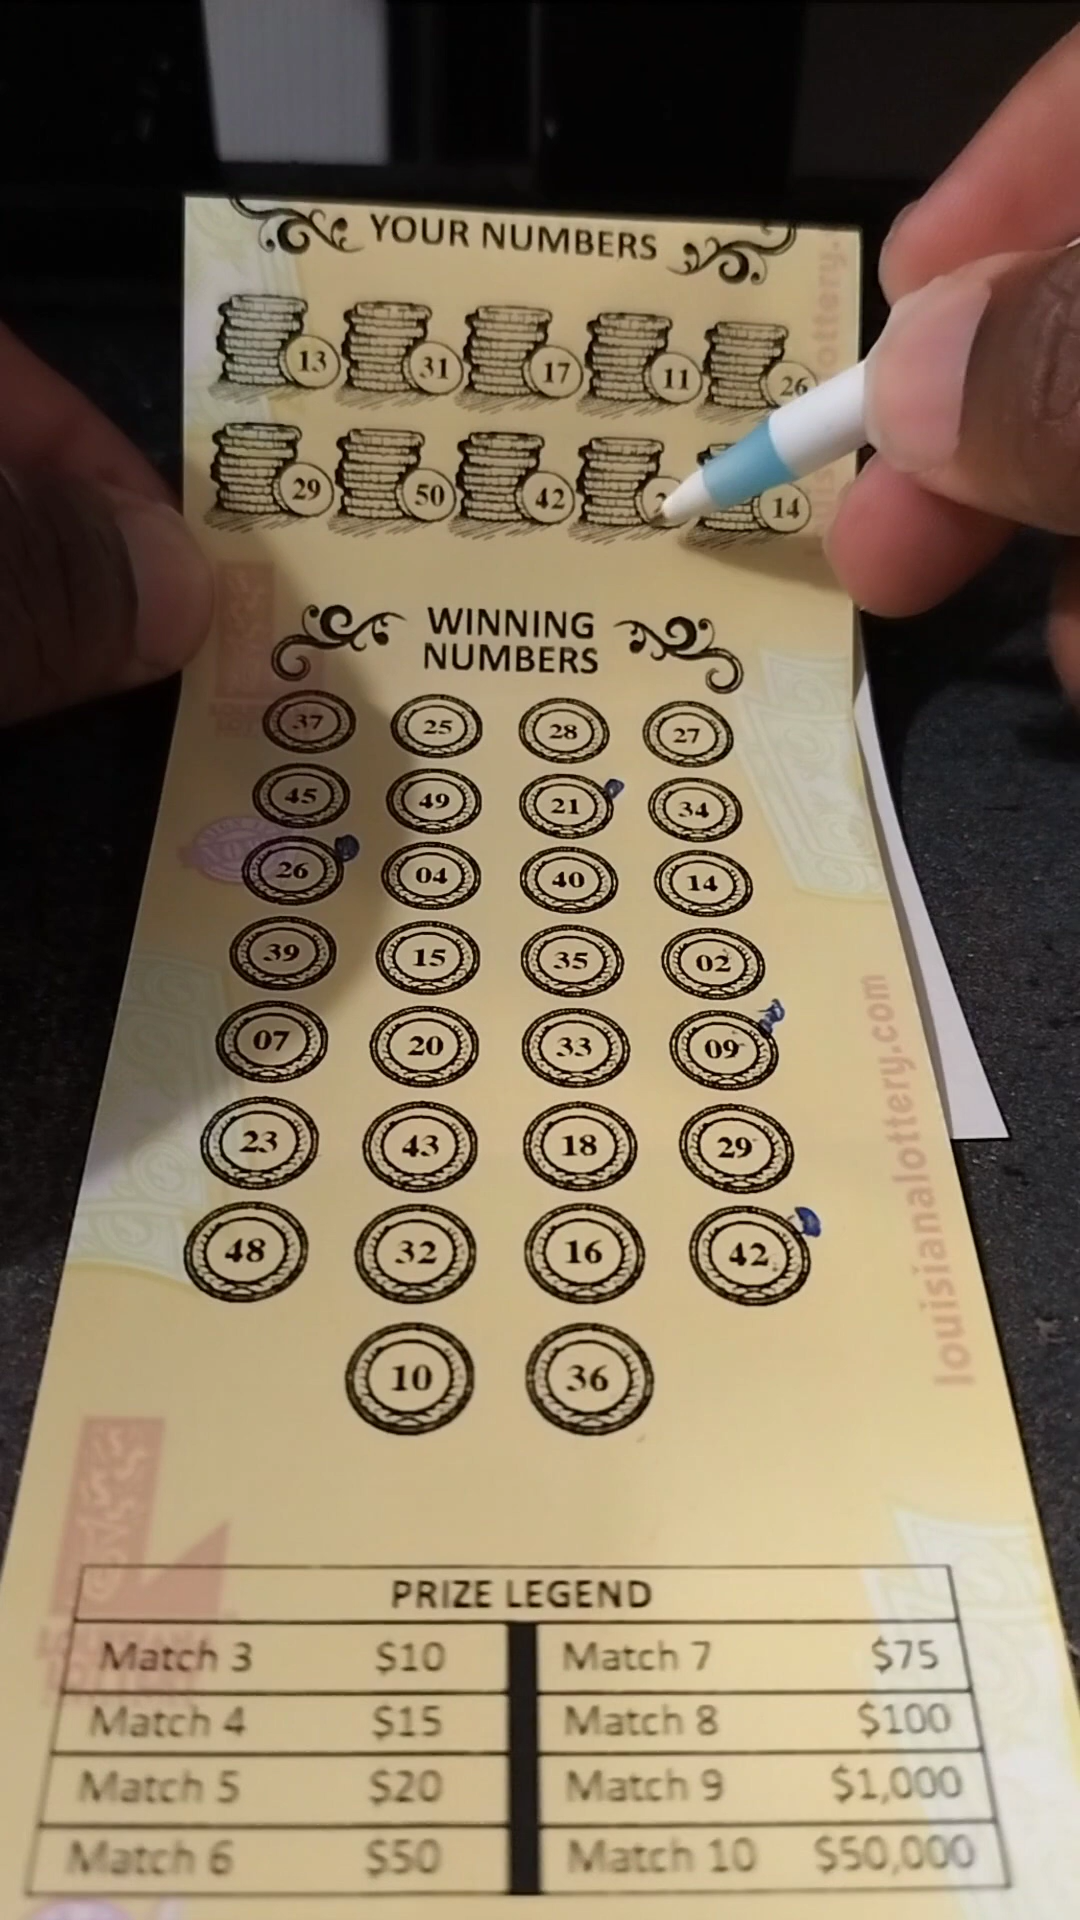 YOUR NUMBERS
13 31 17 11 26
29 50 42 14
WINNING
NUMBERS
37 25 28 27
45 49 21 34
26 04 40 14
39 15 35 02
07 20 33 09
23 43 18 29
48 32 16 42
10 36
louisianalottery.com
PRIZE LEGEND
Match 3 $10 Match 7 $75
Match 4 $15 Match 8 $100
Match 5 $20 Match 9 $1,000
Match 6 $50 Match 10 $50,000